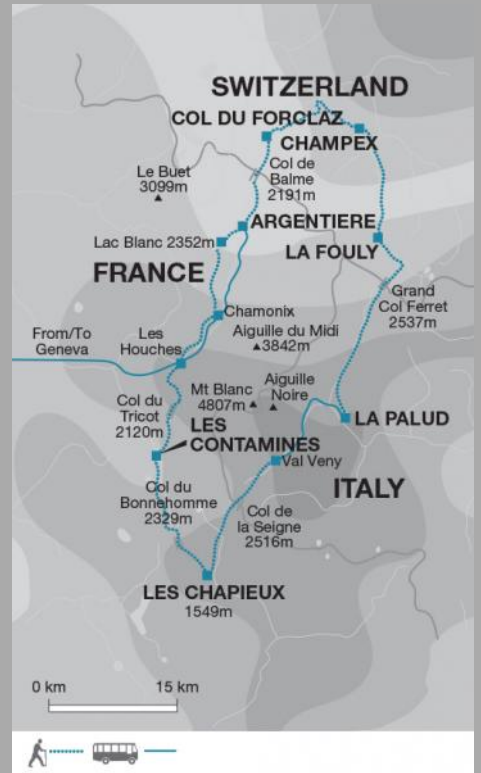 SWITZERLAND
COL DU FORCLAZ
CHAMPEX
Col de
Balme
2191m
Le Buet
3099m
ARGENTIERE
Lac Blanc 2352m
LA FOULY
FRANCE
Grand
Col Ferret
2537m
Chamonix
From/To
Geneva
Les
Houches
Aiguille du Midi
3842m
Mt Blanc
4807m
Aiguille
Noire
Col du
Tricot
2120m
LES
CONTAMINES
LA PALUD
Val Veny
ITALY
Col du
Bonnehomme
2329m
Col de
la Seigne
2516m
LES CHAPIEUX
1549m
0 km
15 km